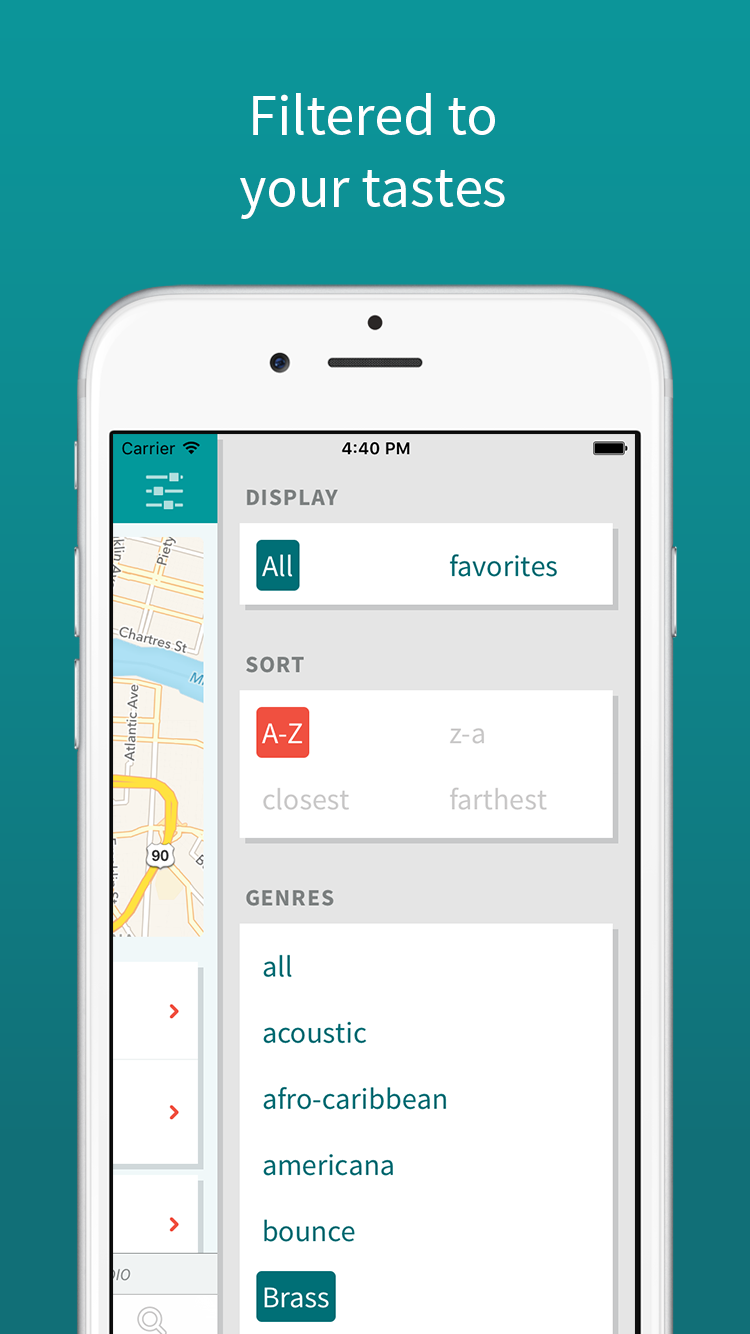 Filtered to
your tastes
Carrier
4:40 PM
DISPLAY
All
favorites
SORT
A-Z
z-a
closest
farthest
GENRES
all
acoustic
afro-caribbean
americana
bounce
Brass
Piety
Chartres St
Atlantic Ave
90